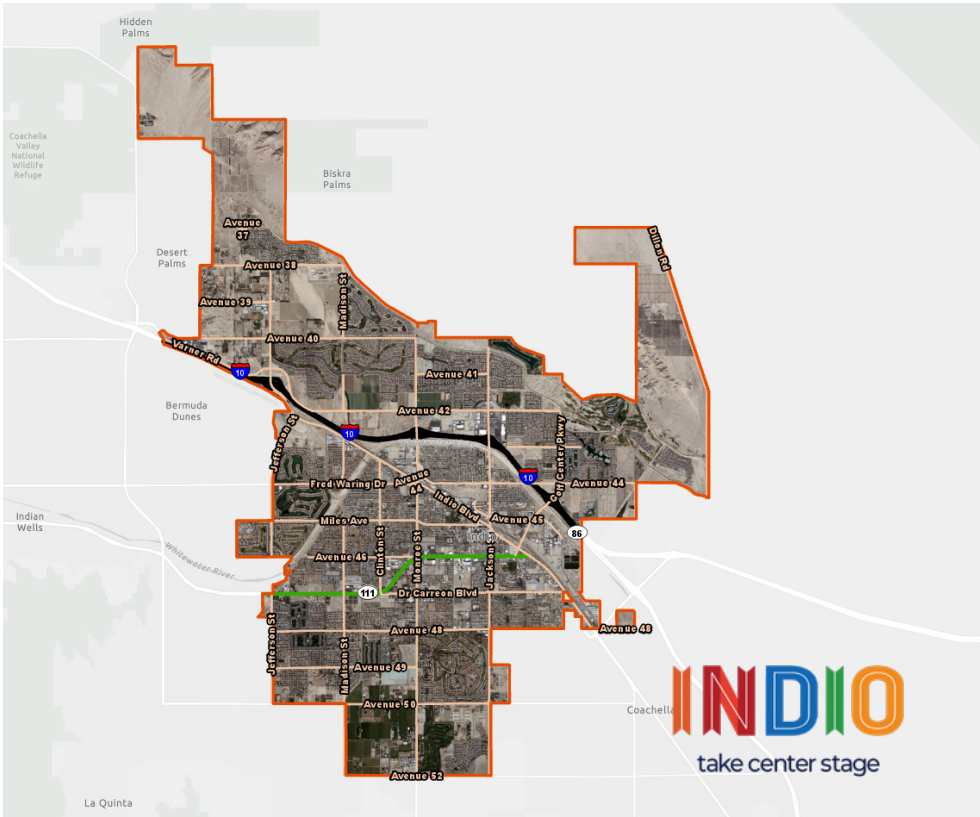 Hidden
Palms
Coachella
Valley
National
Wildlife
Refuge
Biskra
Palms
Avenue
37
Dillon Rd
Desert
Palms
Avenue 38
Madison St
Avenue 39
Avenue 40
Varner Rd
10
Avenue 41
Bermuda
Dunes
Avenue 42
Jefferson St
10
Golf Center Pkwy
10
Fred Waring Dr
Avenue
44
Avenue 44
Indio Blvd
Indian
Wells
Miles Ave
Avenue 45
86
Indio
Clinton St
Monroe St
Jackson St
Whitewater River
Avenue 46
111
Dr Carreon Blvd
Jefferson St
Avenue 48
Avenue 48
Madison St
Avenue 49
Avenue 50
Coachella
INDIO
take center stage
Avenue 52
La Quinta